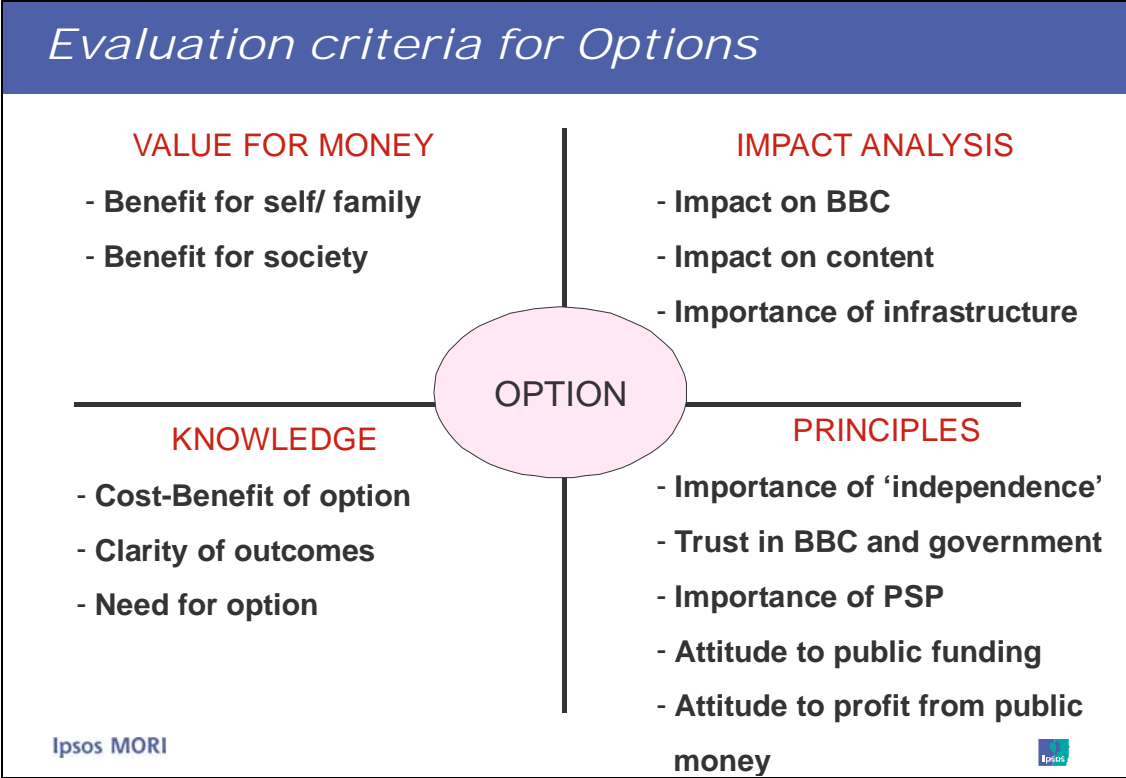 Evaluation criteria for Options
VALUE FOR MONEY
- Benefit for self/ family
- Benefit for society
IMPACT ANALYSIS
- Impact on BBC
- Impact on content
- Importance of infrastructure
OPTION
KNOWLEDGE
- Cost-Benefit of option
- Clarity of outcomes
- Need for option
PRINCIPLES
- Importance of ‘independence’
- Trust in BBC and government
- Importance of PSP
- Attitude to public funding
- Attitude to profit from public
money
Ipsos MORI
Ipsos